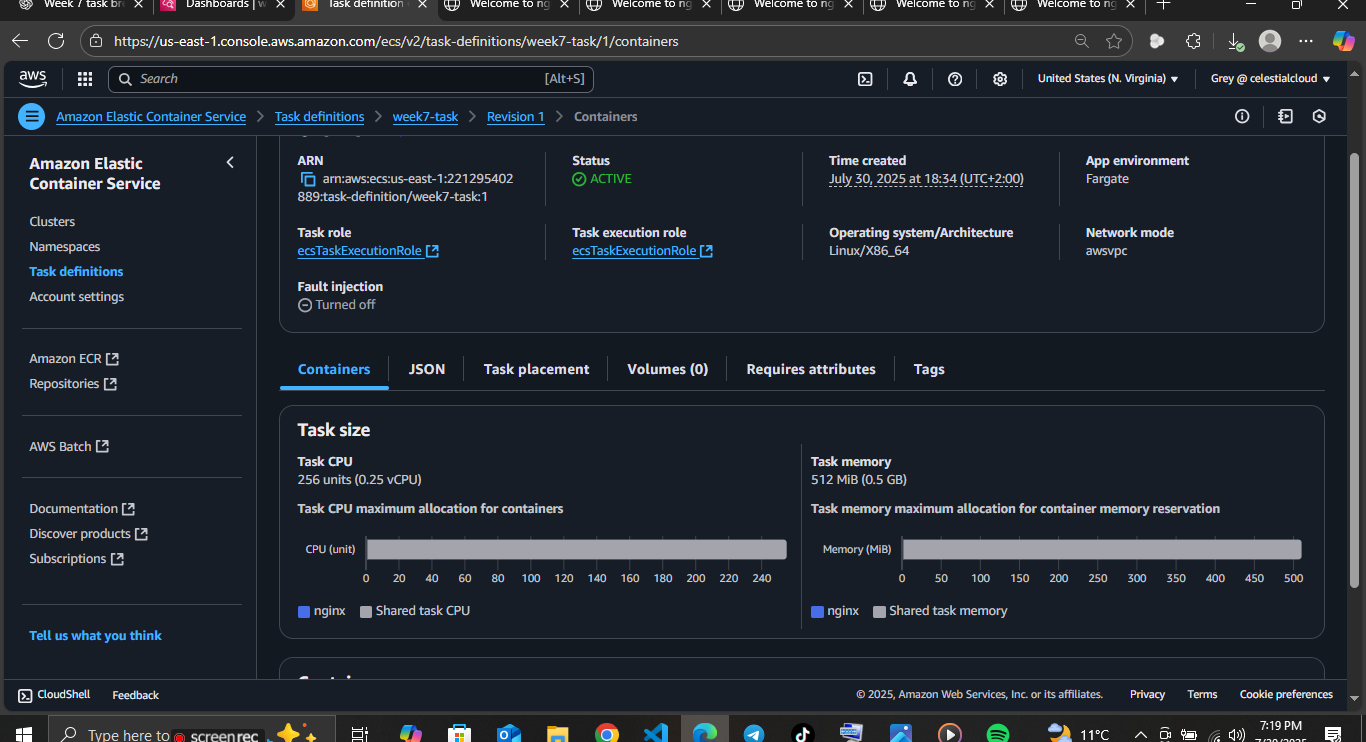 Week 7 task br
Dashboards | w
Task definition
Welcome to ng
Welcome to ng
Welcome to ng
Welcome to ng
Welcome to ng
https://us-east-1.console.aws.amazon.com/ecs/v2/task-definitions/week7-task/1/containers
aws
Search
[Alt+S]
United States (N. Virginia)
Grey @ celestialcloud
Amazon Elastic Container Service
Task definitions
week7-task
Revision 1
Containers
Amazon Elastic
Container Service
Clusters
Namespaces
Task definitions
Account settings
Amazon ECR
Repositories
AWS Batch
Documentation
Discover products
Subscriptions
Tell us what you think
ARN
arn:aws:ecs:us-east-1:221295402
889:task-definition/week7-task:1
Status
ACTIVE
Time created
July 30, 2025 at 18:34 (UTC+2:00)
App environment
Fargate
Task role
ecsTaskExecutionRole
Task execution role
ecsTaskExecutionRole
Operating system/Architecture
Linux/X86_64
Network mode
awsvpc
Fault injection
Turned off
Containers
JSON
Task placement
Volumes (0)
Requires attributes
Tags
Task size
Task CPU
256 units (0.25 vCPU)
Task CPU maximum allocation for containers
CPU (unit)
0 20 40 60 80 100 120 140 160 180 200 220 240
nginx
Shared task CPU
Task memory
512 MiB (0.5 GB)
Task memory maximum allocation for container memory reservation
Memory (MiB)
0 50 100 150 200 250 300 350 400 450 500
nginx
Shared task memory
CloudShell
Feedback
© 2025, Amazon Web Services, Inc. or its affiliates.
Privacy
Terms
Cookie preferences
Type here to
screenrec
11°C
7:19 PM